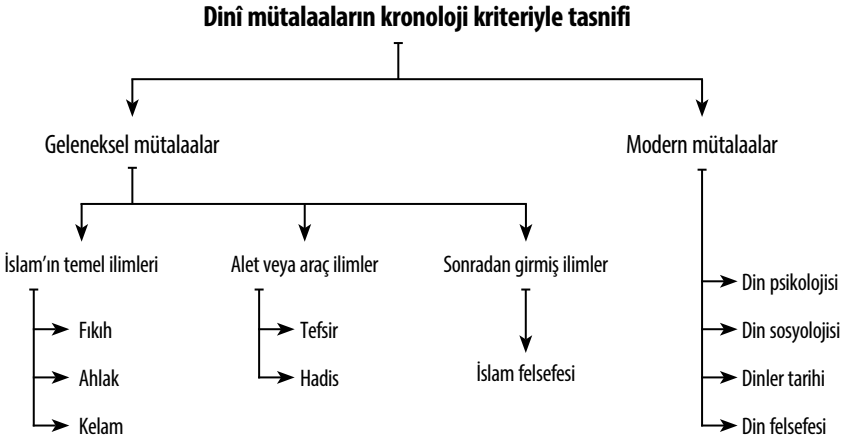 Dinî mütalaaların kronoloji kriteriyle tasnifi
Geleneksel mütalaalar
Modern mütalaalar
İslam’ın temel ilimleri
Alet veya araç ilimler
Sonradan girmiş ilimler
Fıkıh
Ahlak
Kelam
Tefsir
Hadis
İslam felsefesi
Din psikolojisi
Din sosyolojisi
Dinler tarihi
Din felsefesi